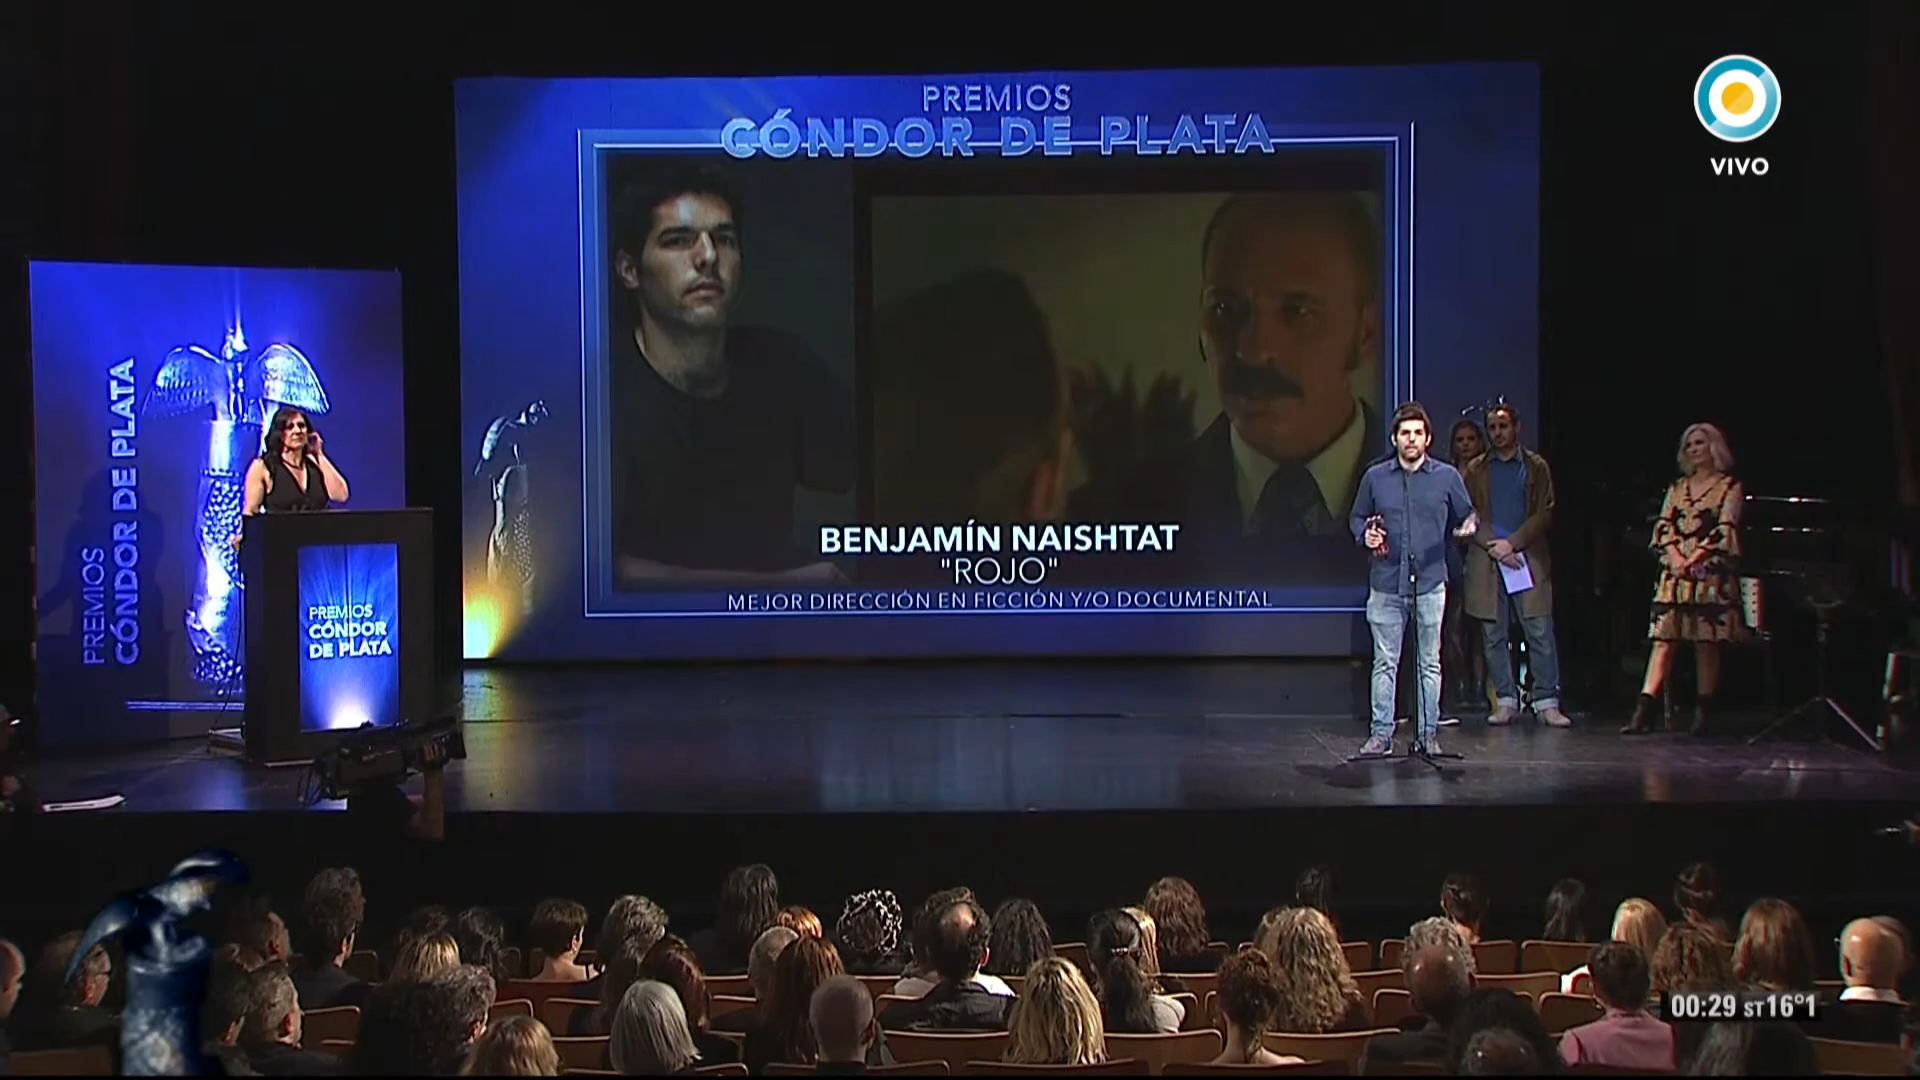 PREMIOS
CÓNDOR DE PLATA
VIVO
PREMIOS
CÓNDOR DE PLATA
BENJAMÍN NAISHTAT
"ROJO"
MEJOR DIRECCIÓN EN FICCIÓN Y/O DOCUMENTAL
PREMIOS
CÓNDOR
DE PLATA
00:29 ST16°1